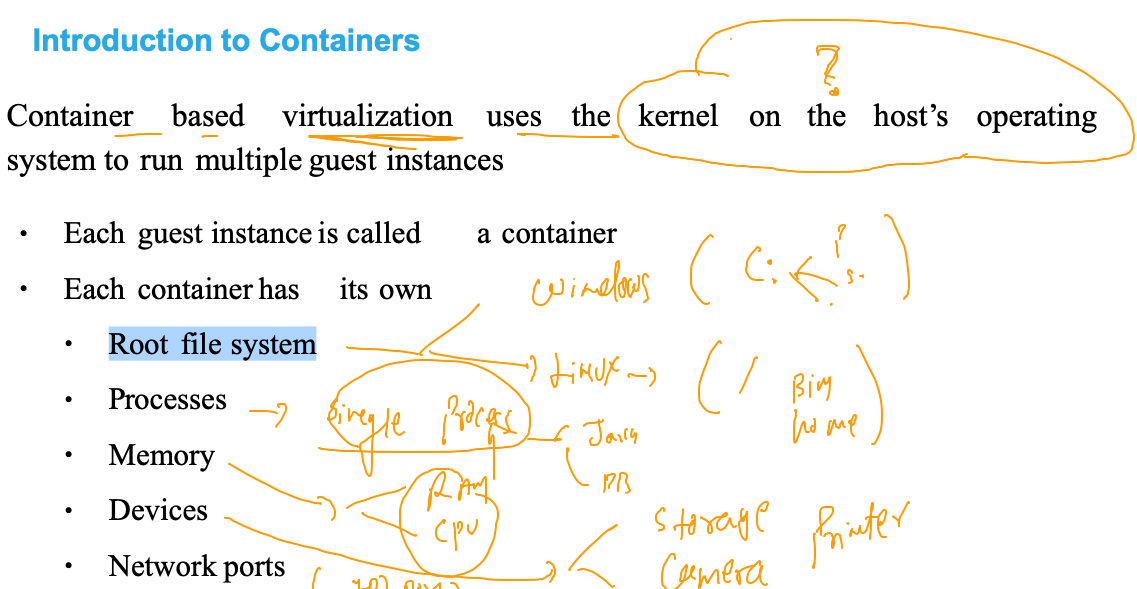 Introduction to Containers
?
Container based virtualization uses the kernel on the host's operating
system to run multiple guest instances
Each guest instance is called a container
Each container has its own
Windows ( C: )
Root file system
Linux ( / Bin
home )
Processes
Single Process
Java
DB
Memory
RAM
CPU
Devices
Storage Printer
Camera
Network ports